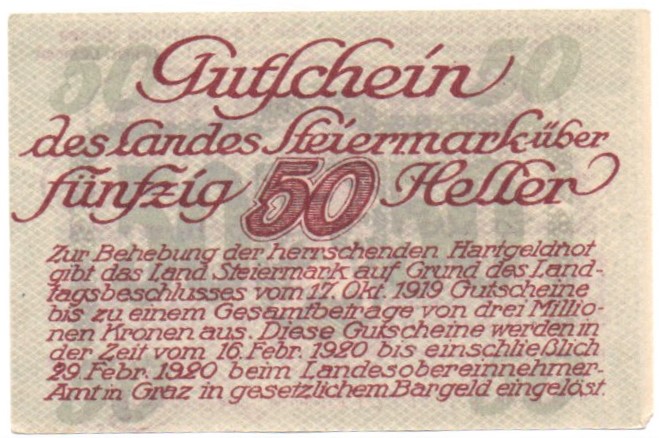 Gutschein
des Landes Steiermark über
fünfzig 50 Heller
Zur Behebung der herrschenden Hartgeldnot
gibt das Land Steiermark auf Grund des Land-
tagsbeschlusses vom 17. Okt. 1919 Gutscheine
bis zu einem Gesamtbetrage von drei Millio-
nen Kronen aus. Diese Gutscheine werden in
der Zeit vom 16. Febr. 1920 bis einschließlich
29. Febr. 1920 beim Landesobereinnehmer-
Amt in Graz in gesetzlichem Bargeld eingelöst.